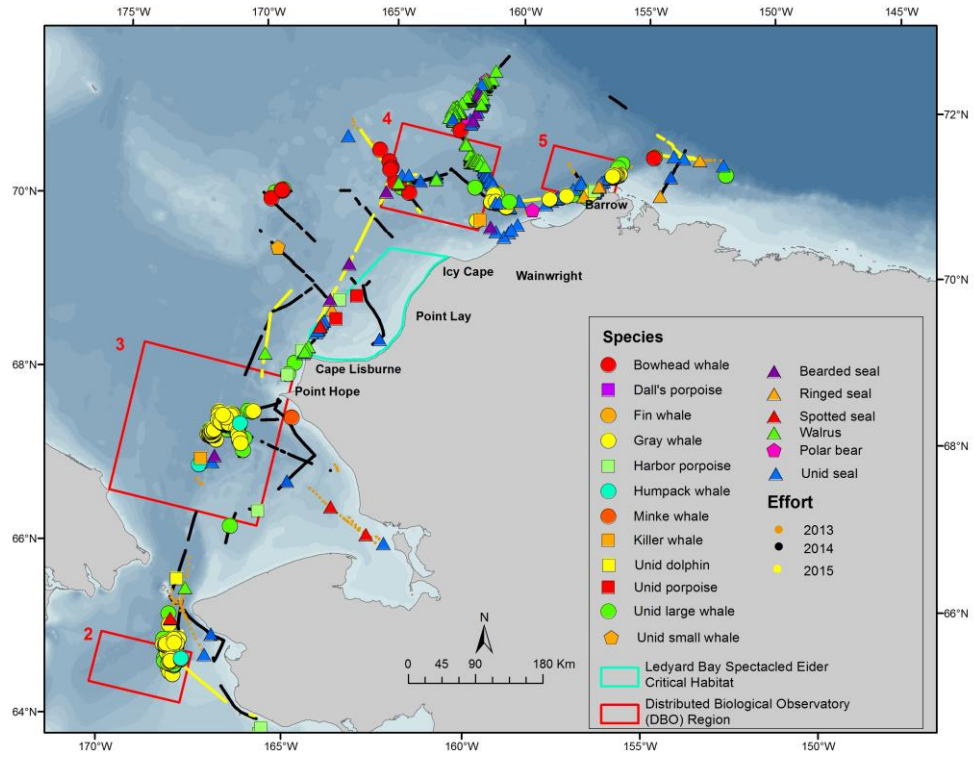 175°W 170°W 165°W 160°W 155°W 150°W 145°W
72°N
70°N
70°N
68°N
68°N
66°N
66°N
64°N
170°W 165°W 160°W 155°W 150°W
4
5
3
2
Barrow
Icy Cape
Wainwright
Point Lay
Cape Lisburne
Point Hope
N
0 45 90 180 Km
Species
Bowhead whale
Dall's porpoise
Fin whale
Gray whale
Harbor porpoise
Humpack whale
Minke whale
Killer whale
Unid dolphin
Unid porpoise
Unid large whale
Unid small whale
Bearded seal
Ringed seal
Spotted seal
Walrus
Polar bear
Unid seal
Effort
2013
2014
2015
Ledyard Bay Spectacled Eider
Critical Habitat
Distributed Biological Observatory
(DBO) Region